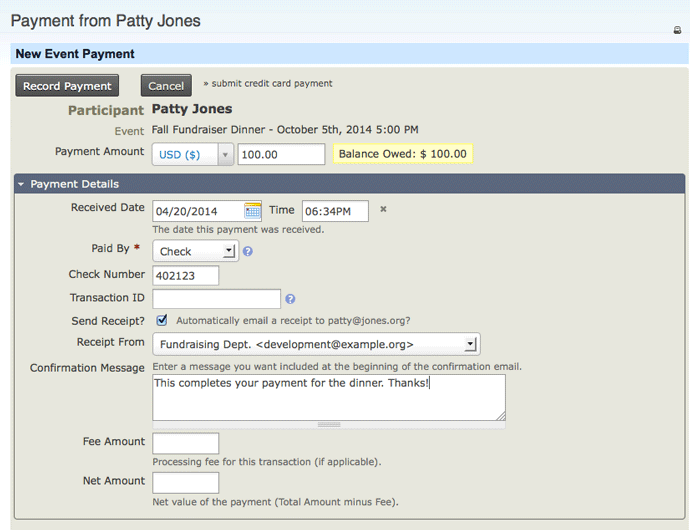 Payment from Patty Jones
New Event Payment
Record Payment Cancel » submit credit card payment
Participant Patty Jones
Event Fall Fundraiser Dinner - October 5th, 2014 5:00 PM
Payment Amount USD ($) 100.00 Balance Owed: $ 100.00
Payment Details
Received Date 04/20/2014 Time 06:34PM
The date this payment was received.
Paid By * Check
Check Number 402123
Transaction ID
Send Receipt? Automatically email a receipt to patty@jones.org?
Receipt From Fundraising Dept. <development@example.org>
Confirmation Message Enter a message you want included at the beginning of the confirmation email.
This completes your payment for the dinner. Thanks!
Fee Amount
Processing fee for this transaction (if applicable).
Net Amount
Net value of the payment (Total Amount minus Fee).